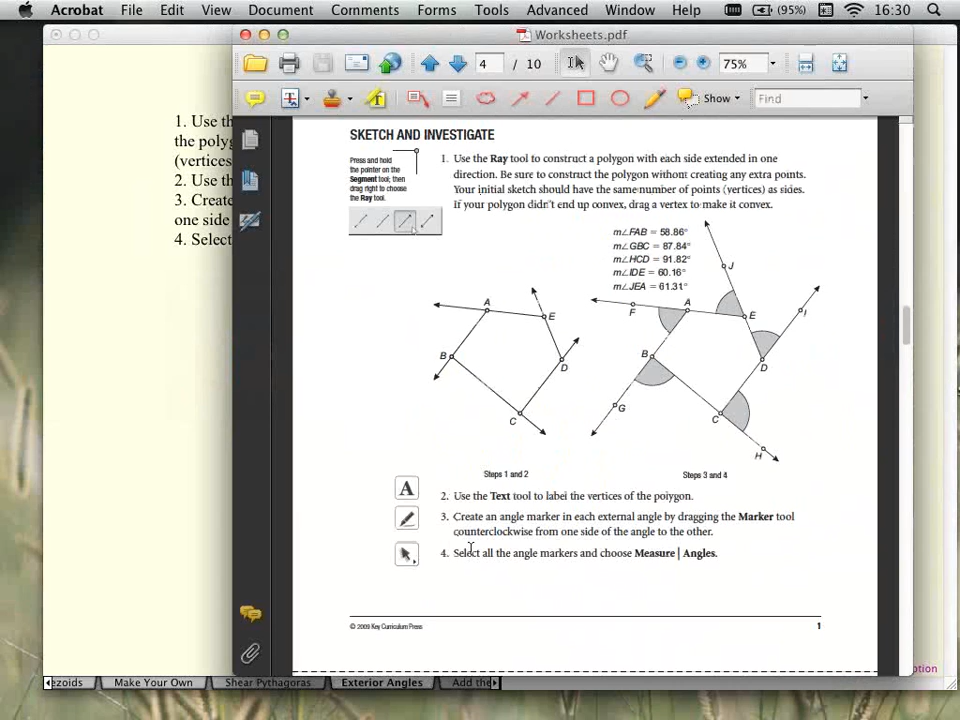 Acrobat File Edit View Document Comments Forms Tools Advanced Window Help (95%) 16:30
Worksheets.pdf
4 / 10 75%
Show Find
1. Use th
the polyg
(vertices
2. Use th
3. Create
one side
4. Select
SKETCH AND INVESTIGATE
Press and hold
the pointer on the
Segment tool; then
drag right to choose
the Ray tool.
1. Use the Ray tool to construct a polygon with each side extended in one
direction. Be sure to construct the polygon without creating any extra points.
Your initial sketch should have the same number of points (vertices) as sides.
If your polygon didn't end up convex, drag a vertex to make it convex.
m∠FAB = 58.86°
m∠GBC = 87.84°
m∠HCD = 91.82°
m∠IDE = 60.16°
m∠JEA = 61.31°
A
E
B
D
C
J
F
A
E
I
B
D
G
C
H
Steps 1 and 2
Steps 3 and 4
A
2. Use the Text tool to label the vertices of the polygon.
3. Create an angle marker in each external angle by dragging the Marker tool
counterclockwise from one side of the angle to the other.
4. Select all the angle markers and choose Measure | Angles.
© 2009 Key Curriculum Press
1
ption
ezoids Make Your Own Shear Pythagoras Exterior Angles Add the